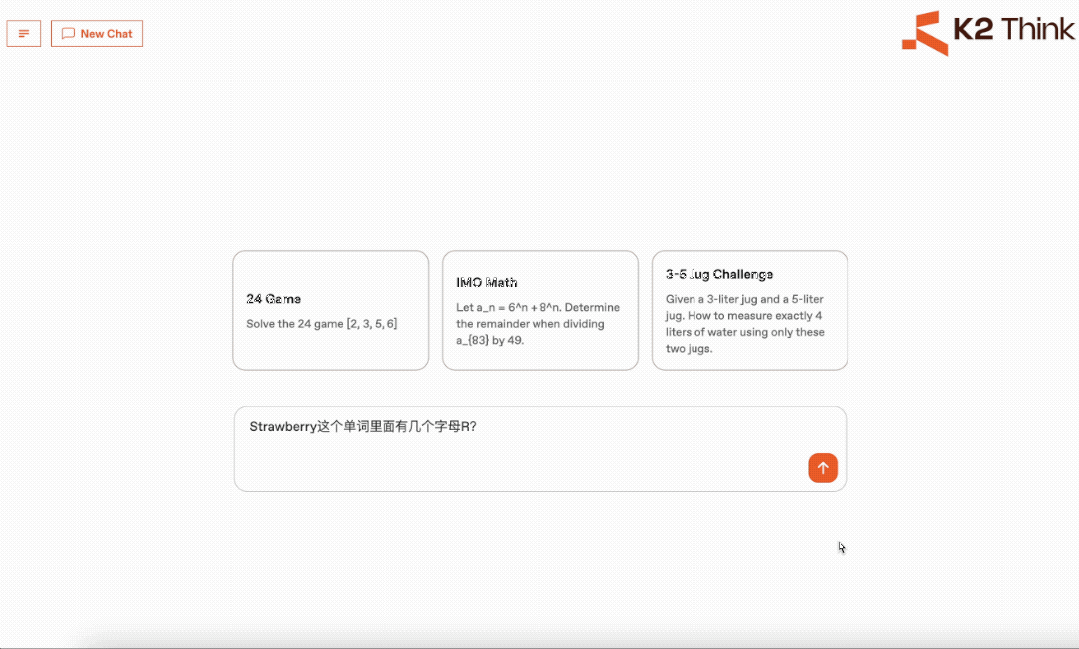 New Chat
K2 Think
24 Game
Solve the 24 game [2, 3, 5, 6]
IMO Math
Let a_n = 6^n + 8^n. Determine
the remainder when dividing
a_{83} by 49.
3-5 Jug Challenge
Given a 3-liter jug and a 5-liter
jug. How to measure exactly 4
liters of water using only these
two jugs.
Strawberry这个单词里面有几个字母R?